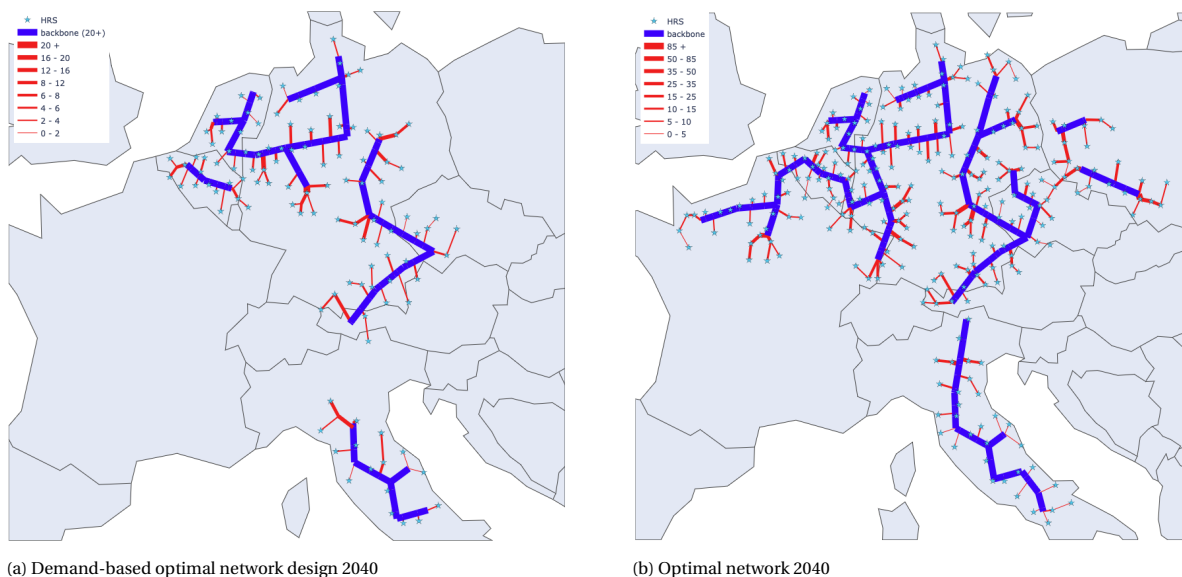 HRS
backbone (20+)
20 +
16 - 20
12 - 16
8 - 12
6 - 8
4 - 6
2 - 4
0 - 2
HRS
backbone
85 +
50 - 85
35 - 50
25 - 35
15 - 25
10 - 15
5 - 10
0 - 5
(a) Demand-based optimal network design 2040
(b) Optimal network 2040